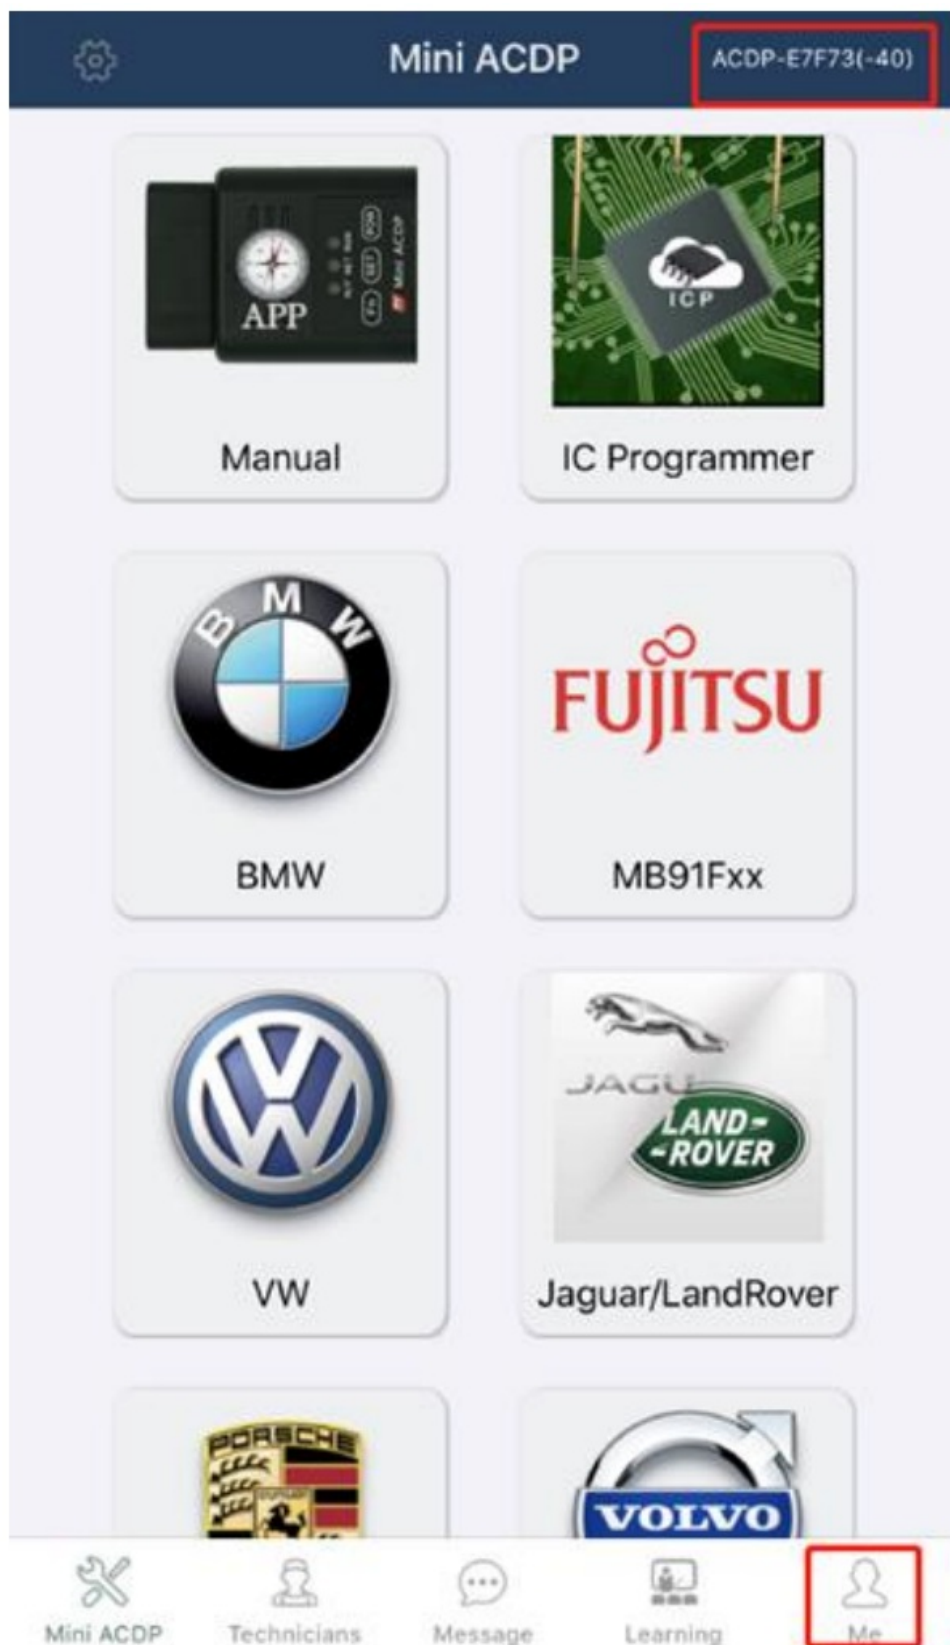 Mini ACDP
ACDP-E7F73(-40)
APP
Mini ACDP
ICP
Manual
IC Programmer
BMW
FUJITSU
BMW
MB91Fxx
JAGU
LAND-
-ROVER
VW
Jaguar/LandRover
PORSCHE
VOLVO
Mini ACDP
Technicians
Message
Learning
Me